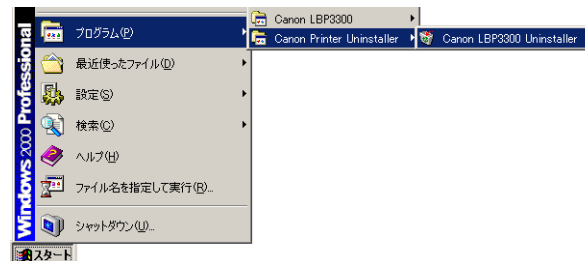 Windows 2000 Professional
プログラム(P)
最近使ったファイル(D)
設定(S)
検索(C)
ヘルプ(H)
ファイル名を指定して実行(R)...
シャットダウン(U)...
スタート
Canon LBP3300
Canon Printer Uninstaller
Canon LBP3300 Uninstaller